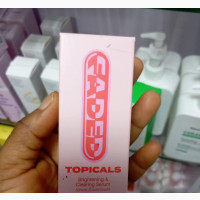 FADED
TOPICALS
Brightening &
Clearing Serum